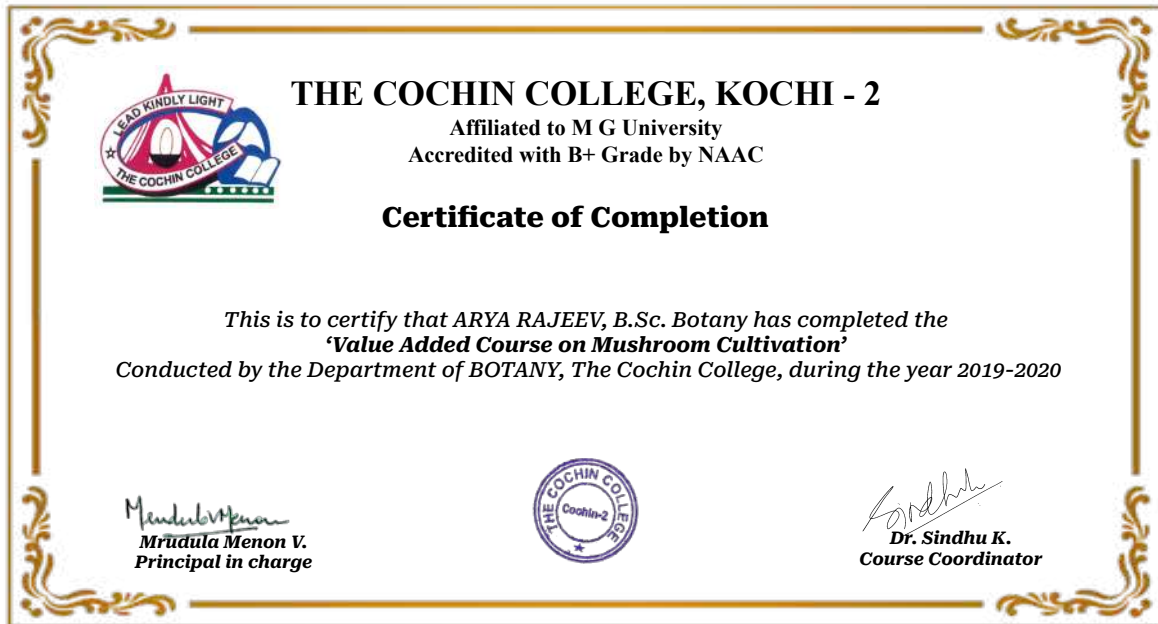 LEAD KINDLY LIGHT
THE COCHIN COLLEGE
THE COCHIN COLLEGE, KOCHI - 2
Affiliated to M G University
Accredited with B+ Grade by NAAC
Certificate of Completion
This is to certify that ARYA RAJEEV, B.Sc. Botany has completed the
‘Value Added Course on Mushroom Cultivation’
Conducted by the Department of BOTANY, The Cochin College, during the year 2019-2020
THE COCHIN COLLEGE
Cochin-2
Mrudula Menon V.
Principal in charge
Sindhu
Dr. Sindhu K.
Course Coordinator